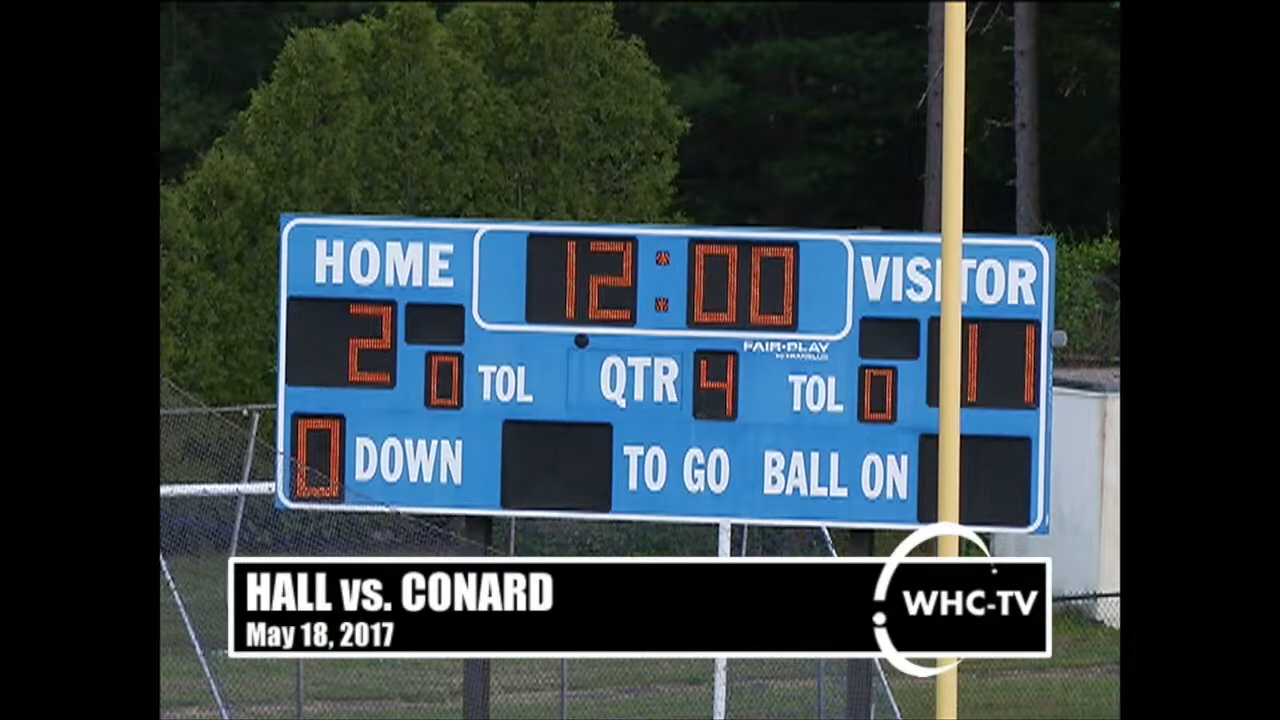 HOME 12:00 VISITOR
2 11
FAIR-PLAY
0 TOL QTR 4 TOL 0
0 DOWN TO GO BALL ON
HALL vs. CONARD
May 18, 2017
WHC-TV